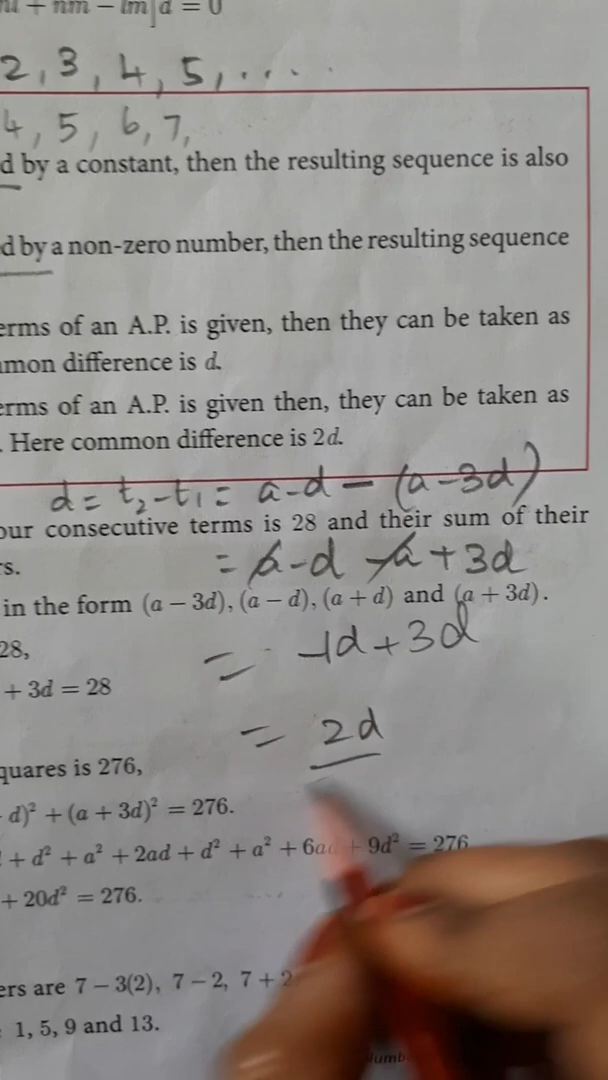 + nm − lm]d = 0
2, 3, 4, 5, ....
4, 5, 6, 7,
d by a constant, then the resulting sequence is also
d by a non-zero number, then the resulting sequence
erms of an A.P. is given, then they can be taken as
mmon difference is d.
erms of an A.P. is given then, they can be taken as
. Here common difference is 2d.
d = t₂ - t₁ = a-d - (a-3d)
our consecutive terms is 28 and their sum of their
= a-d -a + 3d
rs.
in the form (a − 3d), (a − d), (a + d) and (a + 3d).
28,
= -1d + 3d
+ 3d = 28
= 2d
quares is 276,
d)² + (a + 3d)² = 276.
+ d² + a² + 2ad + d² + a² + 6ad + 9d² = 276
+ 20d² = 276.
ers are 7 − 3(2), 7 − 2, 7 + 2
1, 5, 9 and 13.